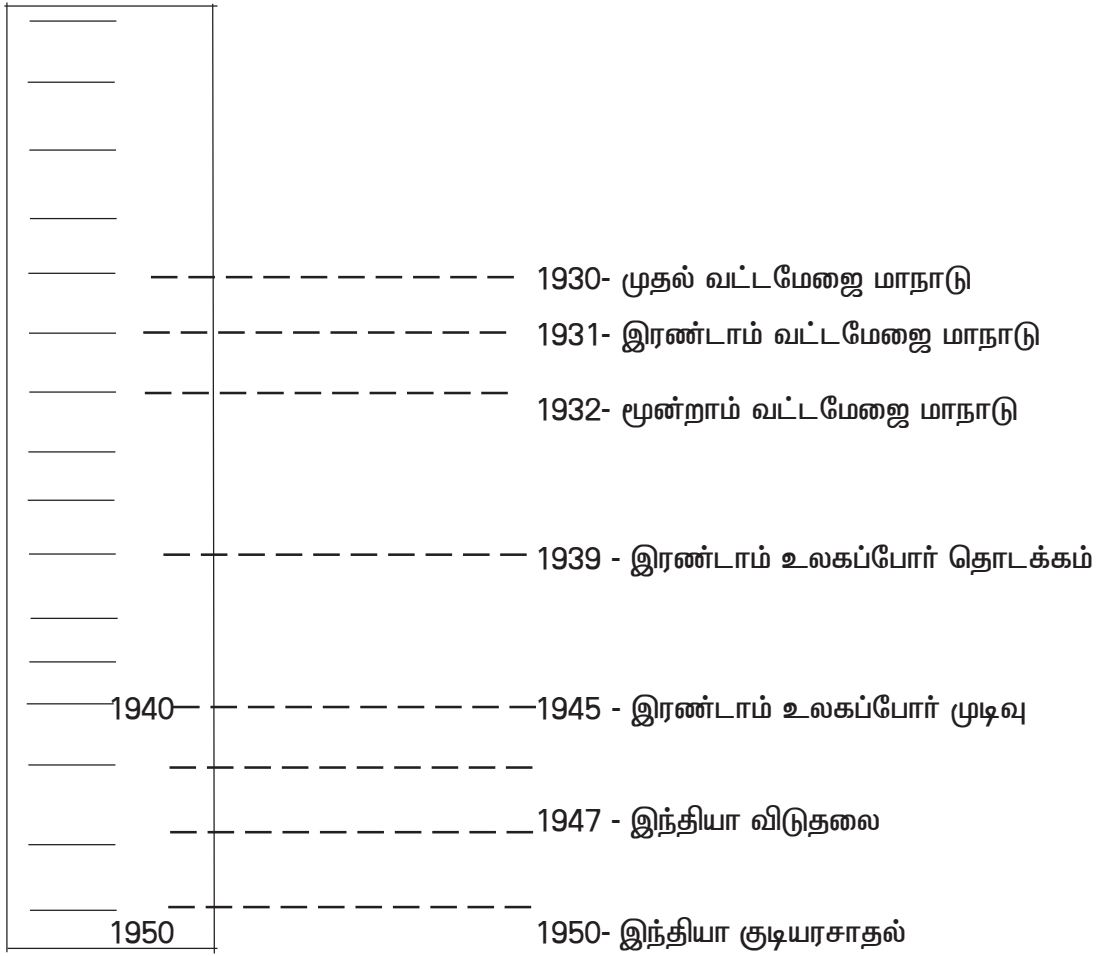 1930- முதல் வட்டமேஜை மாநாடு
1931- இரண்டாம் வட்டமேஜை மாநாடு
1932- மூன்றாம் வட்டமேஜை மாநாடு
1939 - இரண்டாம் உலகப்போர் தொடக்கம்
1940 1945 - இரண்டாம் உலகப்போர் முடிவு
1947 - இந்தியா விடுதலை
1950 1950- இந்தியா குடியரசாதல்